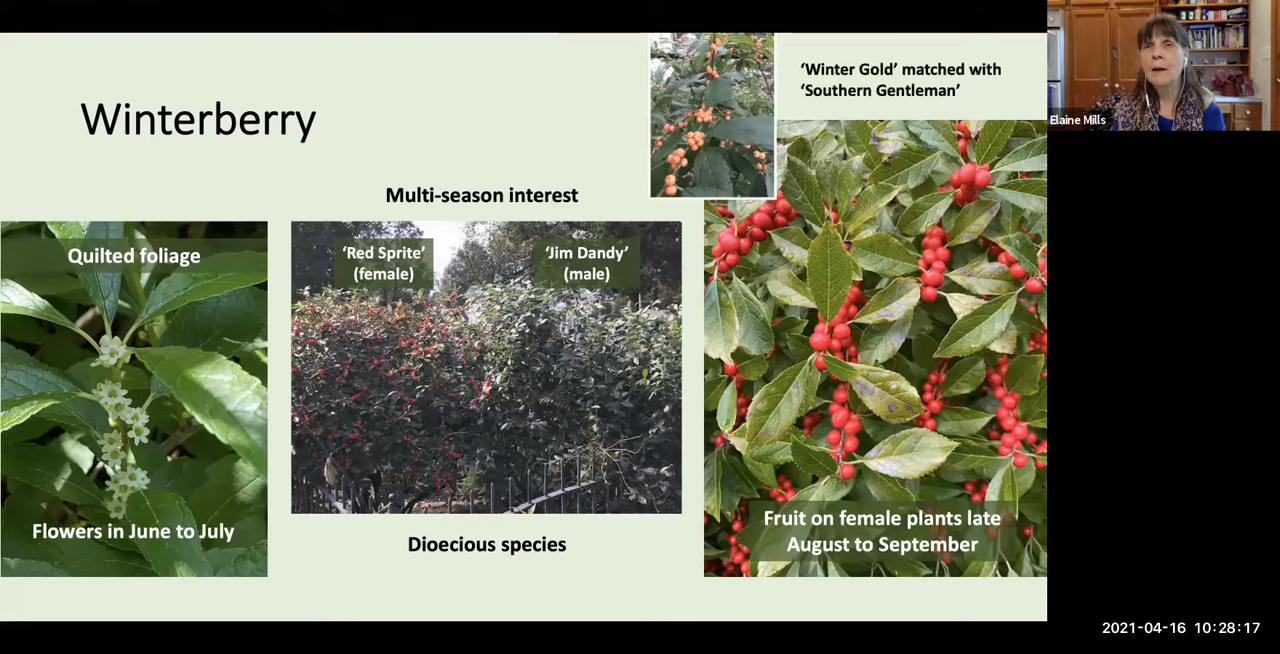 Winterberry
‘Winter Gold’ matched with
‘Southern Gentleman’
Elaine Mills
Multi-season interest
Quilted foliage
‘Red Sprite’
(female)
‘Jim Dandy’
(male)
Flowers in June to July
Dioecious species
Fruit on female plants late
August to September
2021-04-16 10:28:17